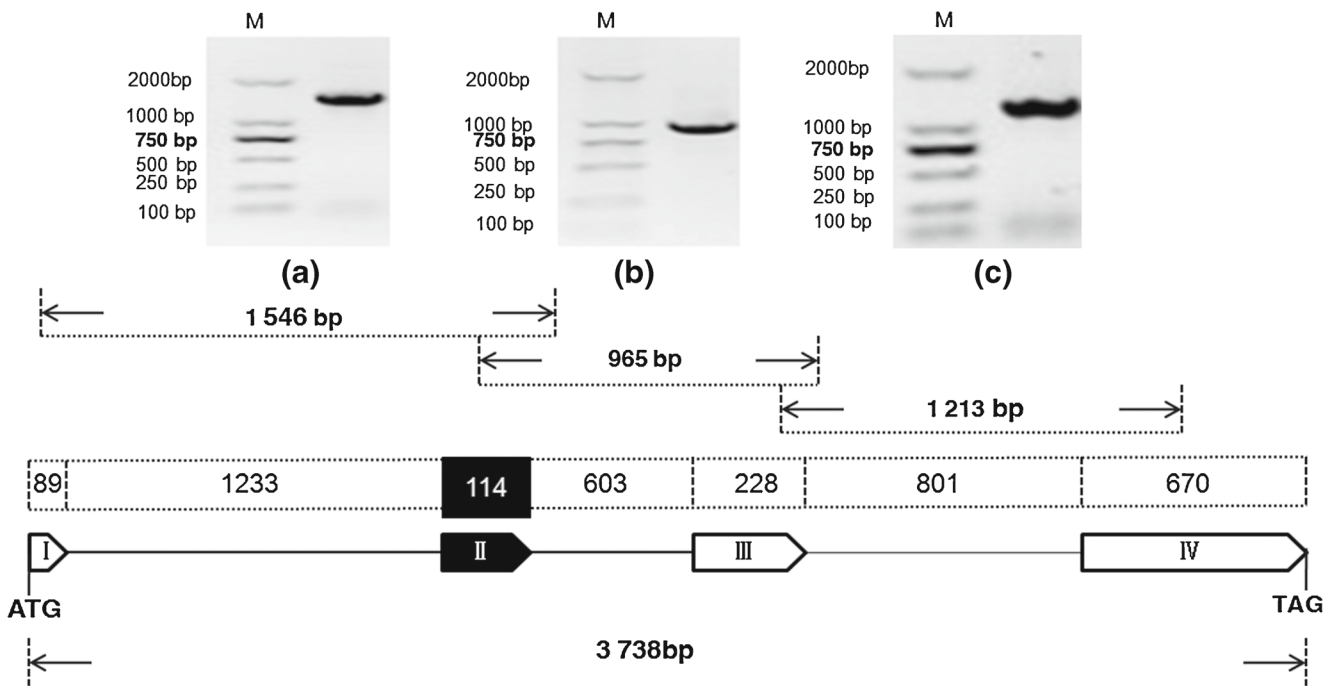 M
2000bp
1000 bp
750 bp
500 bp
250 bp
100 bp
(a)
M
2000bp
1000 bp
750 bp
500 bp
250 bp
100 bp
(b)
M
2000bp
1000 bp
750 bp
500 bp
250 bp
100 bp
(c)
1 546 bp
965 bp
1 213 bp
89 1233 114 603 228 801 670
Ⅰ Ⅱ Ⅲ Ⅳ
ATG TAG
3 738bp